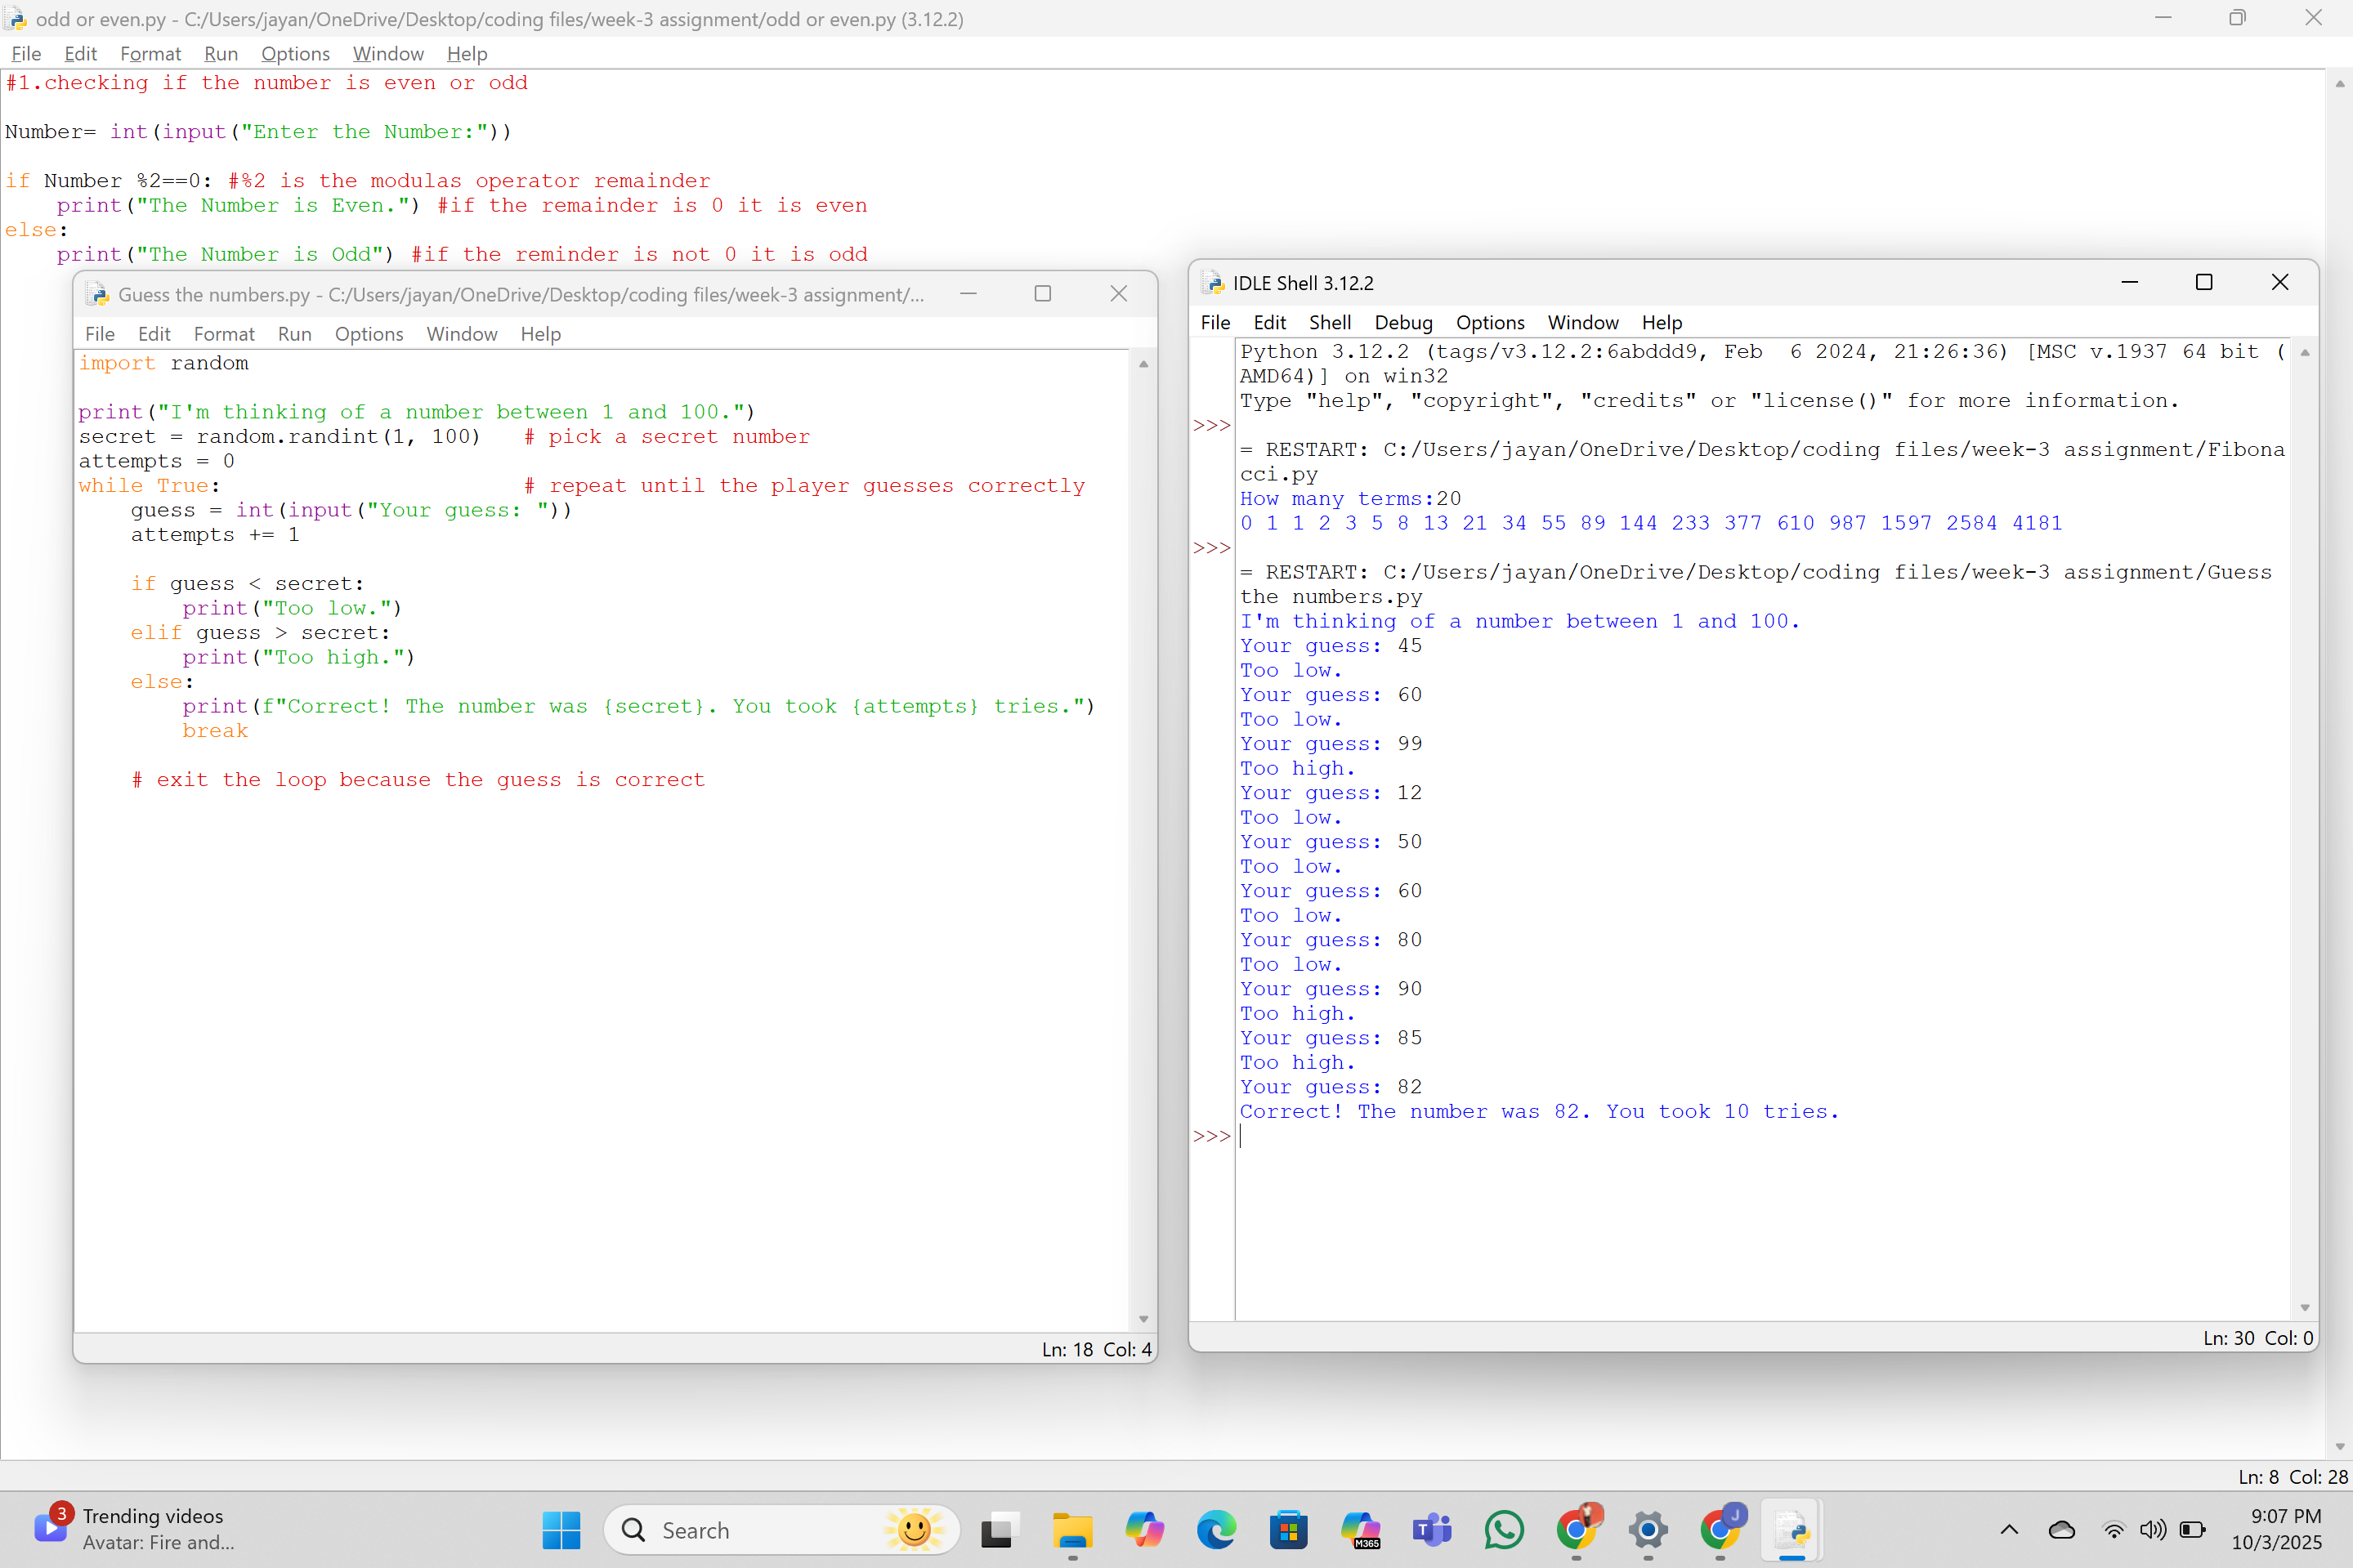 odd or even.py - C:/Users/jayan/OneDrive/Desktop/coding files/week-3 assignment/odd or even.py (3.12.2)
File Edit Format Run Options Window Help
#1.checking if the number is even or odd
Number= int(input("Enter the Number:"))
if Number %2==0: #%2 is the modulas operator remainder
    print("The Number is Even.") #if the remainder is 0 it is even
else:
    print("The Number is Odd") #if the reminder is not 0 it is odd
Guess the numbers.py - C:/Users/jayan/OneDrive/Desktop/coding files/week-3 assignment/...
File Edit Format Run Options Window Help
import random
print("I'm thinking of a number between 1 and 100.")
secret = random.randint(1, 100)   # pick a secret number
attempts = 0
while True:                       # repeat until the player guesses correctly
    guess = int(input("Your guess: "))
    attempts += 1
    if guess < secret:
        print("Too low.")
    elif guess > secret:
        print("Too high.")
    else:
        print(f"Correct! The number was {secret}. You took {attempts} tries.")
        break
    # exit the loop because the guess is correct
Ln: 18 Col: 4
IDLE Shell 3.12.2
File Edit Shell Debug Options Window Help
Python 3.12.2 (tags/v3.12.2:6abddd9, Feb  6 2024, 21:26:36) [MSC v.1937 64 bit (
AMD64)] on win32
Type "help", "copyright", "credits" or "license()" for more information.
>>>
= RESTART: C:/Users/jayan/OneDrive/Desktop/coding files/week-3 assignment/Fibona
cci.py
How many terms:20
0 1 1 2 3 5 8 13 21 34 55 89 144 233 377 610 987 1597 2584 4181
>>>
= RESTART: C:/Users/jayan/OneDrive/Desktop/coding files/week-3 assignment/Guess
the numbers.py
I'm thinking of a number between 1 and 100.
Your guess: 45
Too low.
Your guess: 60
Too low.
Your guess: 99
Too high.
Your guess: 12
Too low.
Your guess: 50
Too low.
Your guess: 60
Too low.
Your guess: 80
Too low.
Your guess: 90
Too high.
Your guess: 85
Too high.
Your guess: 82
Correct! The number was 82. You took 10 tries.
>>>
Ln: 30 Col: 0
Ln: 8 Col: 28
3
Trending videos
Avatar: Fire and...
Search
M365
T
J
9:07 PM
10/3/2025